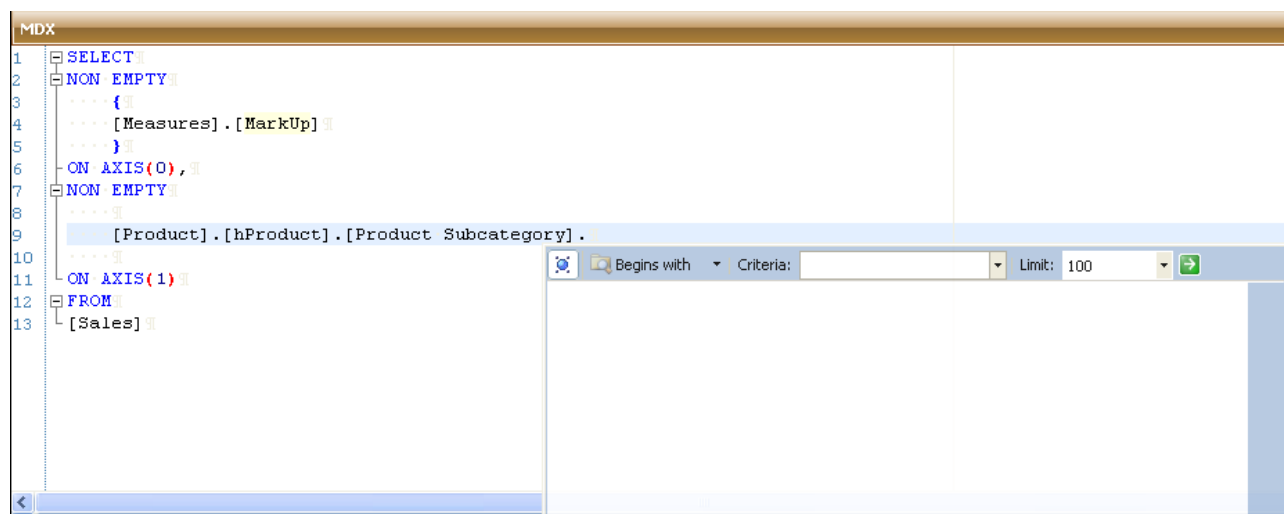 MDX
1 SELECT¶
2 NON·EMPTY¶
3 ····{¶
4 ····[Measures].[MarkUp]¶
5 ····}¶
6 ON·AXIS(0),¶
7 NON·EMPTY¶
8 ····¶
9 [Product].[hProduct].[Product Subcategory].
10 ····¶
11 ON·AXIS(1)¶
12 FROM¶
13 [Sales]¶
Begins with Criteria: Limit: 100